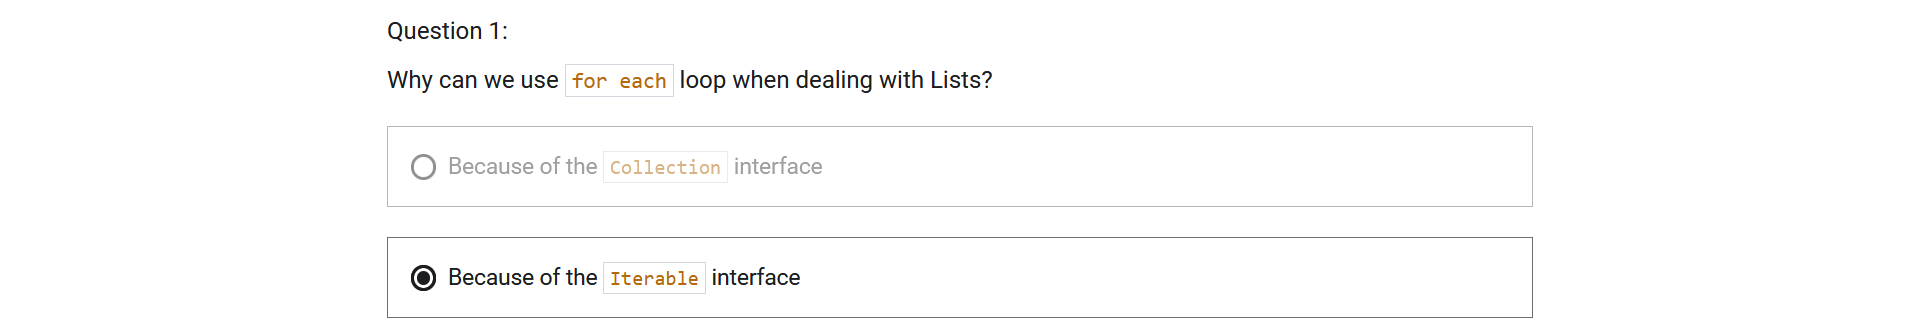 Question 1:
Why can we use for each loop when dealing with Lists?
Because of the Collection interface
Because of the Iterable interface